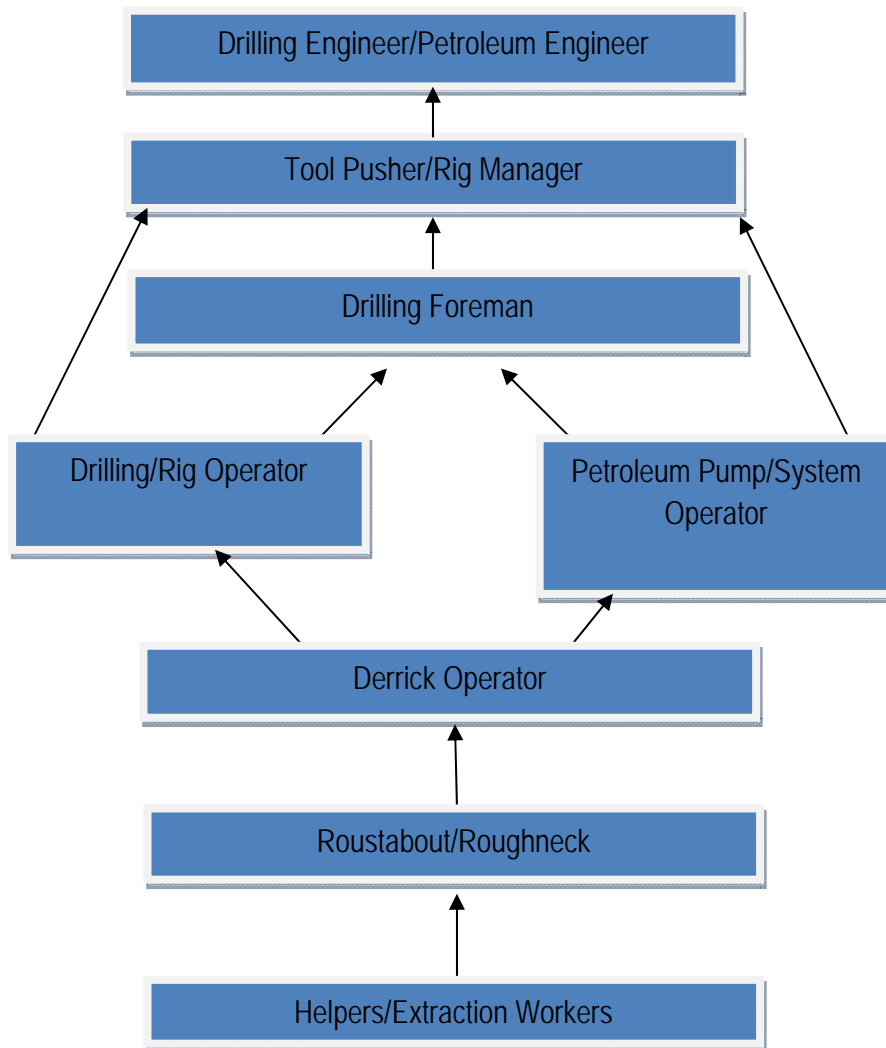 Drilling Engineer/Petroleum Engineer
Tool Pusher/Rig Manager
Drilling Foreman
Drilling/Rig Operator
Petroleum Pump/System
Operator
Derrick Operator
Roustabout/Roughneck
Helpers/Extraction Workers